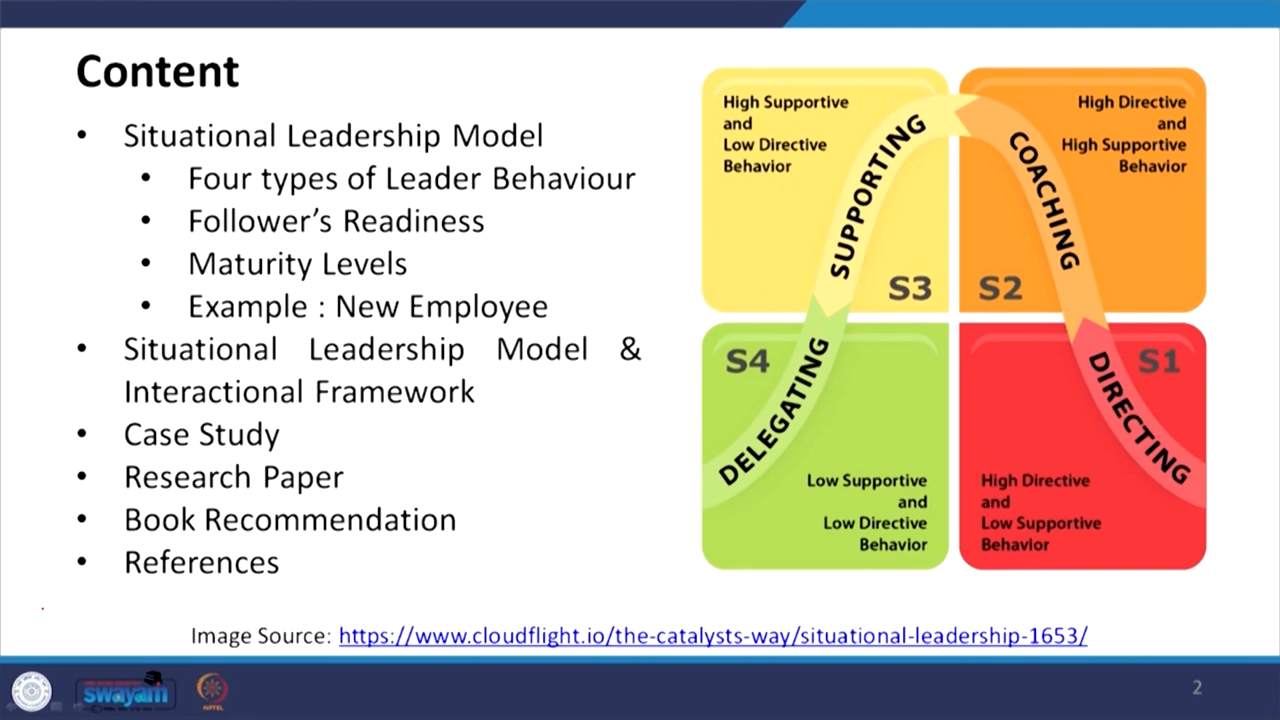 Content
• Situational Leadership Model
• Four types of Leader Behaviour
• Follower's Readiness
• Maturity Levels
• Example : New Employee
• Situational Leadership Model &
Interactional Framework
• Case Study
• Research Paper
• Book Recommendation
• References
High Supportive
and
Low Directive
Behavior
SUPPORTING
S3
High Directive
and
High Supportive
Behavior
COACHING
S2
S4
DELEGATING
Low Supportive
and
Low Directive
Behavior
S1
DIRECTING
High Directive
and
Low Supportive
Behavior
Image Source: https://www.cloudflight.io/the-catalysts-way/situational-leadership-1653/
swayam
NPTEL
2